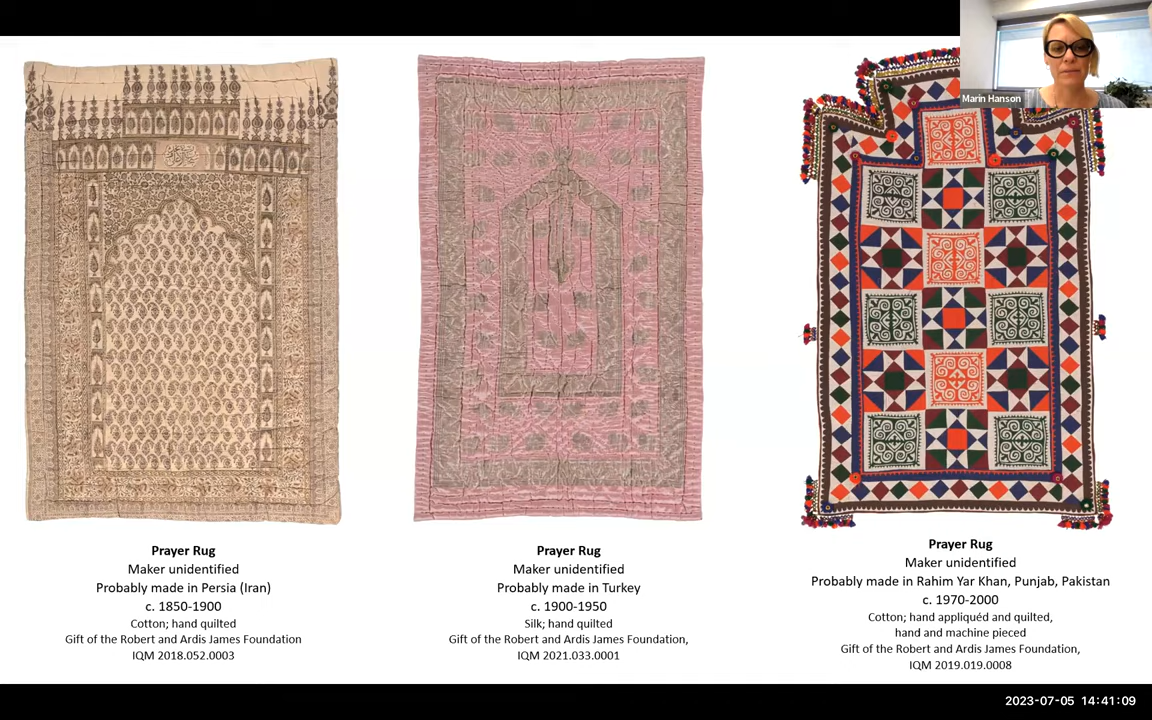 Marin Hanson
Prayer Rug
Maker unidentified
Probably made in Persia (Iran)
c. 1850-1900
Cotton; hand quilted
Gift of the Robert and Ardis James Foundation
IQM 2018.052.0003
Prayer Rug
Maker unidentified
Probably made in Turkey
c. 1900-1950
Silk; hand quilted
Gift of the Robert and Ardis James Foundation,
IQM 2021.033.0001
Prayer Rug
Maker unidentified
Probably made in Rahim Yar Khan, Punjab, Pakistan
c. 1970-2000
Cotton; hand appliquéd and quilted,
hand and machine pieced
Gift of the Robert and Ardis James Foundation,
IQM 2019.019.0008
2023-07-05 14:41:09